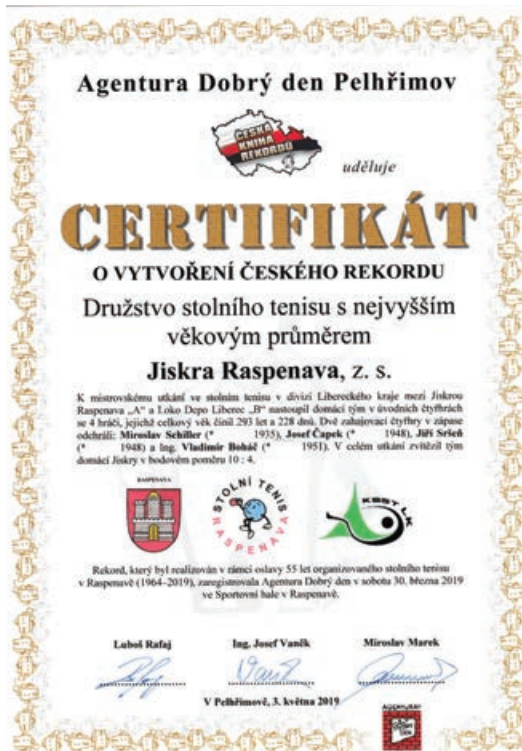 Agentura Dobrý den Pelhřimov
ČESKÁ
KNIHA
REKORDŮ
uděluje
CERTIFIKÁT
O VYTVOŘENÍ ČESKÉHO REKORDU
Družstvo stolního tenisu s nejvyšším
věkovým průměrem
Jiskra Raspenava, z. s.
K mistrovskému utkání ve stolním tenisu v divizi Libereckého kraje mezi Jiskrou
Raspenava „A“ a Loko Depo Liberec „B“ nastoupil domácí tým v úvodních čtyřhrách
se 4 hráči, jejichž celkový věk činil 293 let a 228 dnů. Dvě zahajovací čtyřhry v zápase
odehráli: Miroslav Schiller (* 1935), Josef Čapek (* 1948), Jiří Sršeň
(* 1948) a Ing. Vladimír Boháč (* 1951). V celém utkání zvítězil tým
domácí Jiskry v bodovém poměru 10 : 4.
RASPENAVA
STOLNÍ TENIS
RASPENAVA
KSST LK
Rekord, který byl realizován v rámci oslavy 55 let organizovaného stolního tenisu
v Raspenavě (1964–2019), zaregistrovala Agentura Dobrý den v sobotu 30. března 2019
ve Sportovní hale v Raspenavě.
Luboš Rafaj
Ing. Josef Vaněk
Miroslav Marek
V Pelhřimově, 3. května 2019
AGENTURA